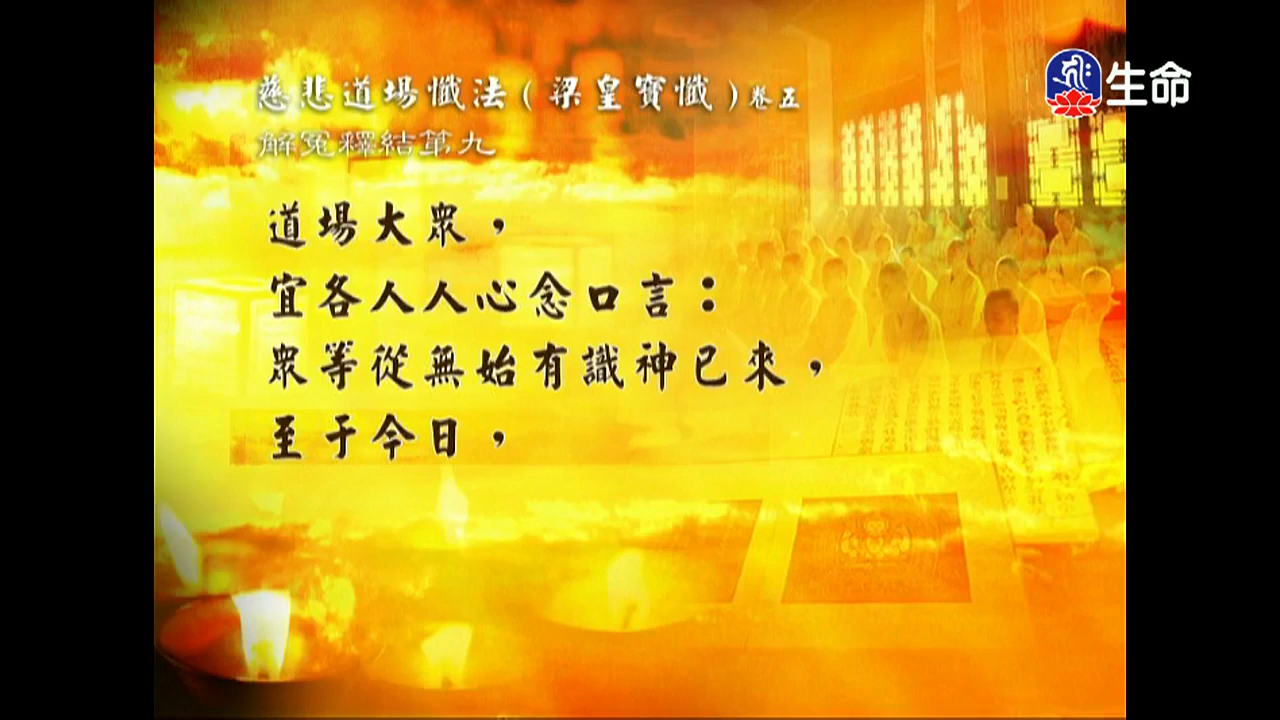 慈悲道場懺法（梁皇寶懺）卷五
生命
解冤釋結第九
道場大眾，
宜各人人心念口言：
眾等從無始有識神已來，
至于今日，